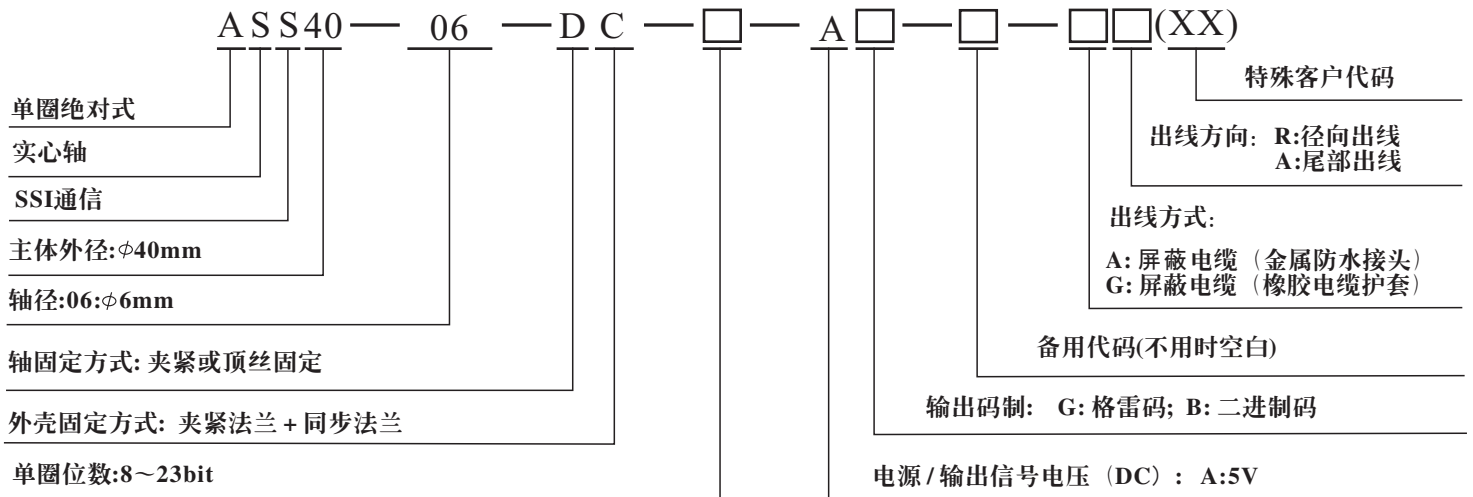 ASS40— 06 —DC—□—A□—□—□□(XX)
特殊客户代码
单圈绝对式
出线方向：R:径向出线
A:尾部出线
实心轴
SSI通信
出线方式:
主体外径:ϕ40mm
A: 屏蔽电缆（金属防水接头）
G: 屏蔽电缆（橡胶电缆护套）
轴径:06:ϕ6mm
备用代码(不用时空白)
轴固定方式: 夹紧或顶丝固定
输出码制: G: 格雷码; B: 二进制码
外壳固定方式: 夹紧法兰 + 同步法兰
单圈位数:8～23bit
电源 / 输出信号电压（DC）: A:5V